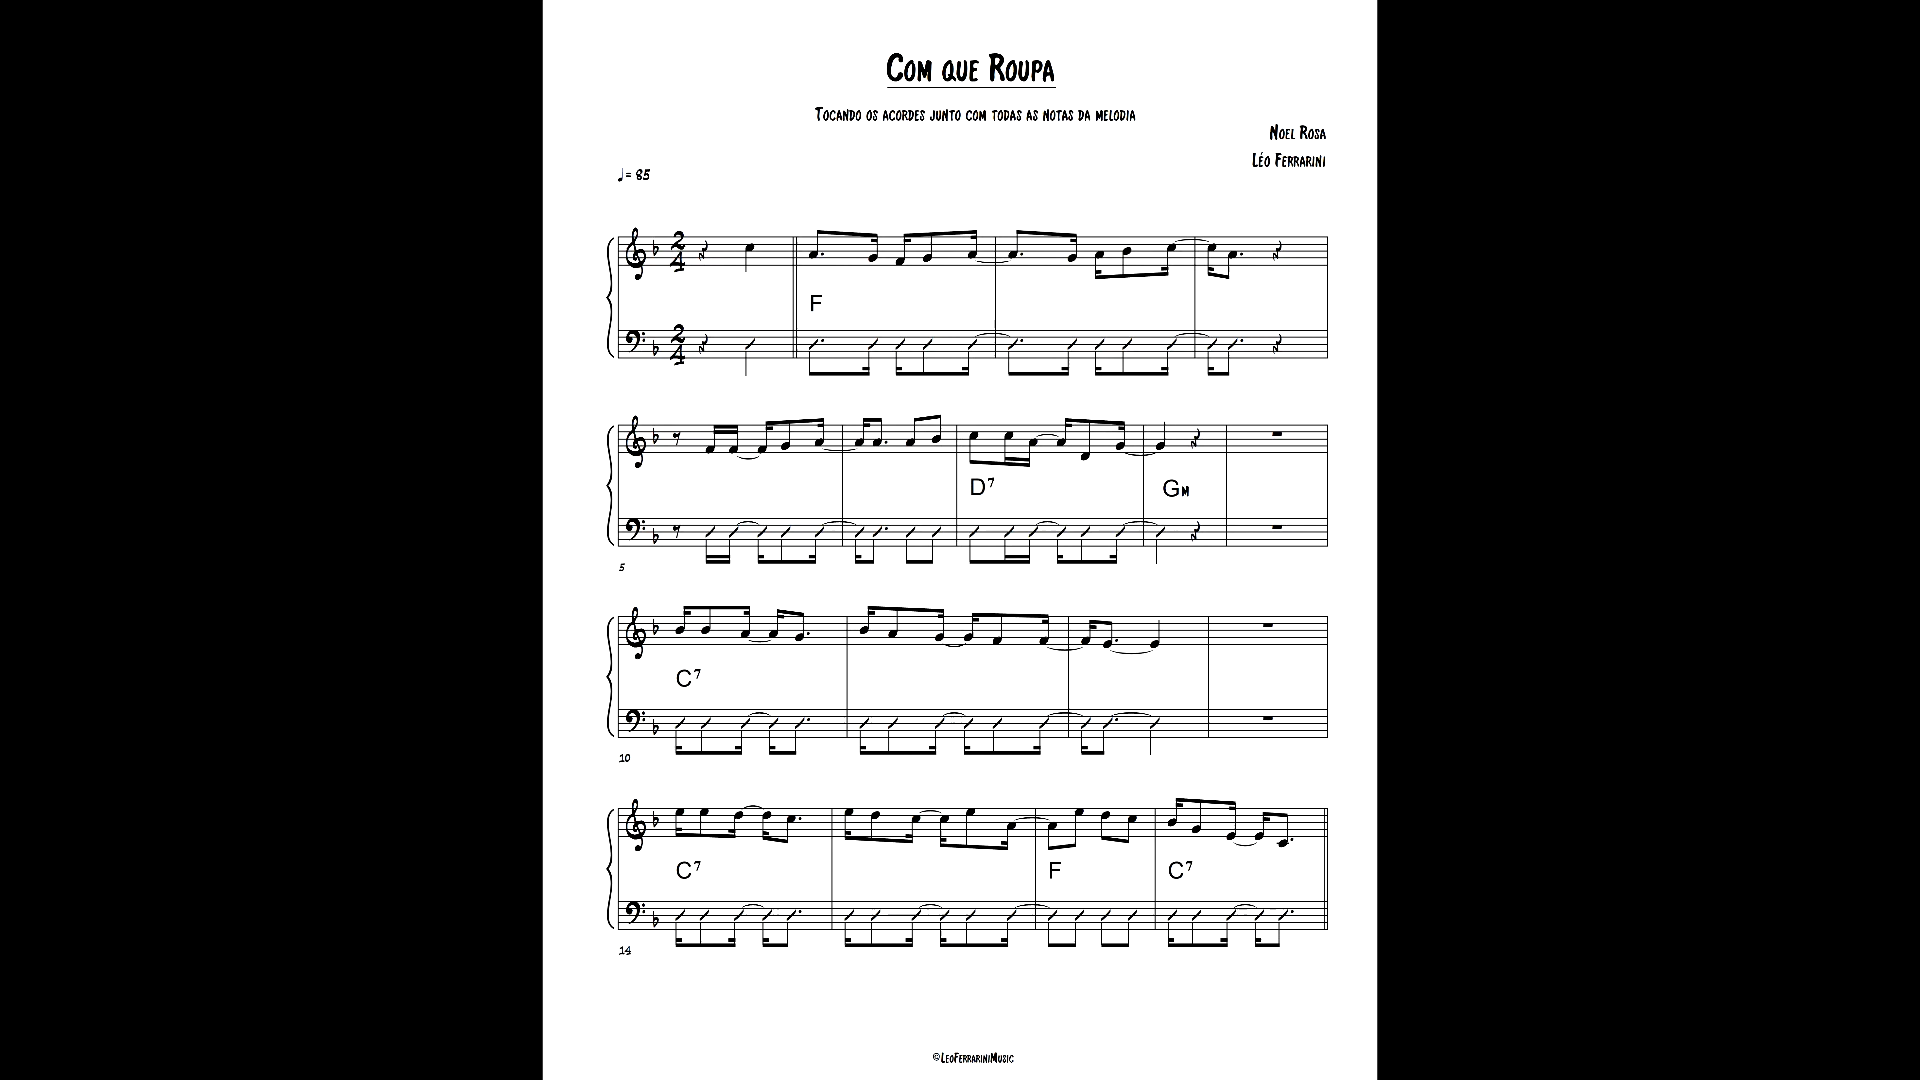 Com que Roupa
Tocando os acordes junto com todas as notas da melodia
Noel Rosa
Léo Ferrarini
♩= 85
2
4
F
2
4
D7 Gm
5
C7
10
C7 F C7
14
©LeoFerrariniMusic